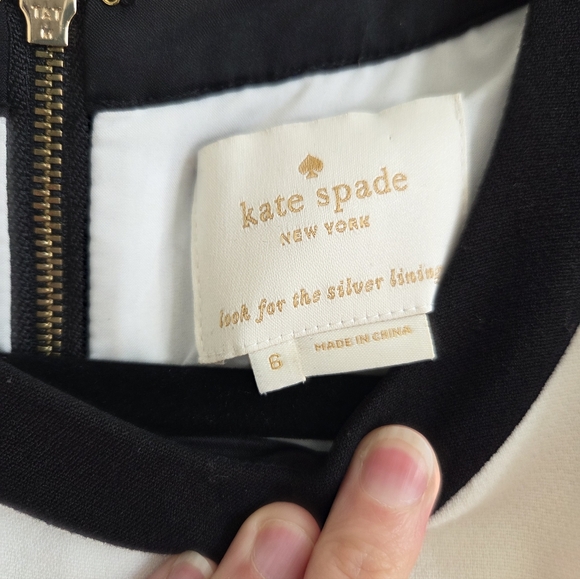 kate spade
NEW YORK
look for the silver lining
6
MADE IN CHINA